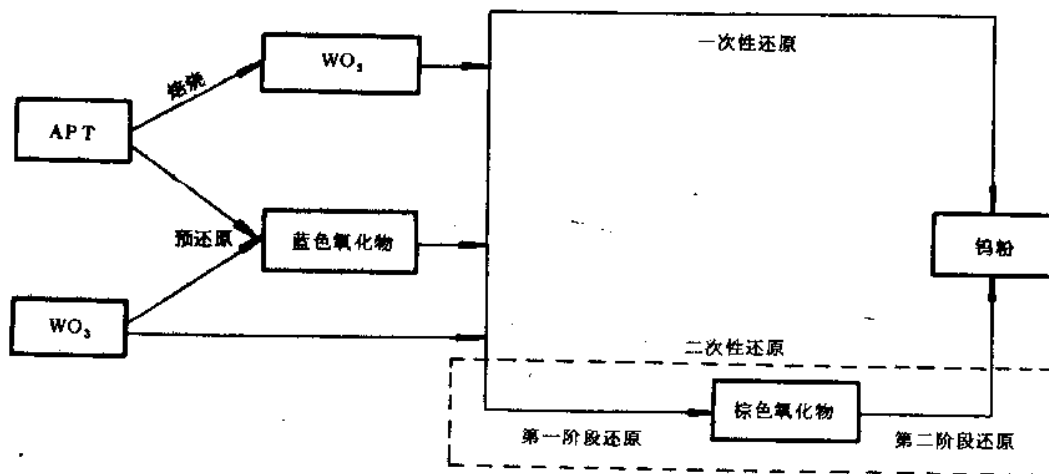 一次性还原
WO₃
焙烧
APT
预还原
蓝色氧化物
钨粉
WO₃
二次性还原
棕色氧化物
第一阶段还原
第二阶段还原